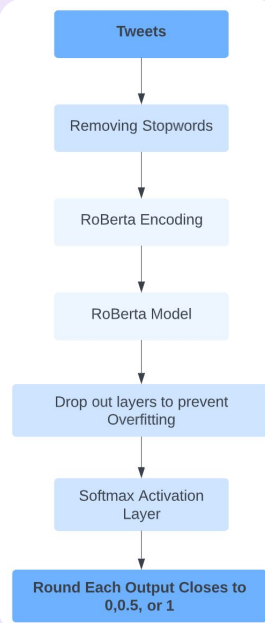 Tweets
Removing Stopwords
RoBerta Encoding
RoBerta Model
Drop out layers to prevent
Overfitting
Softmax Activation
Layer
Round Each Output Closes to
0,0.5, or 1